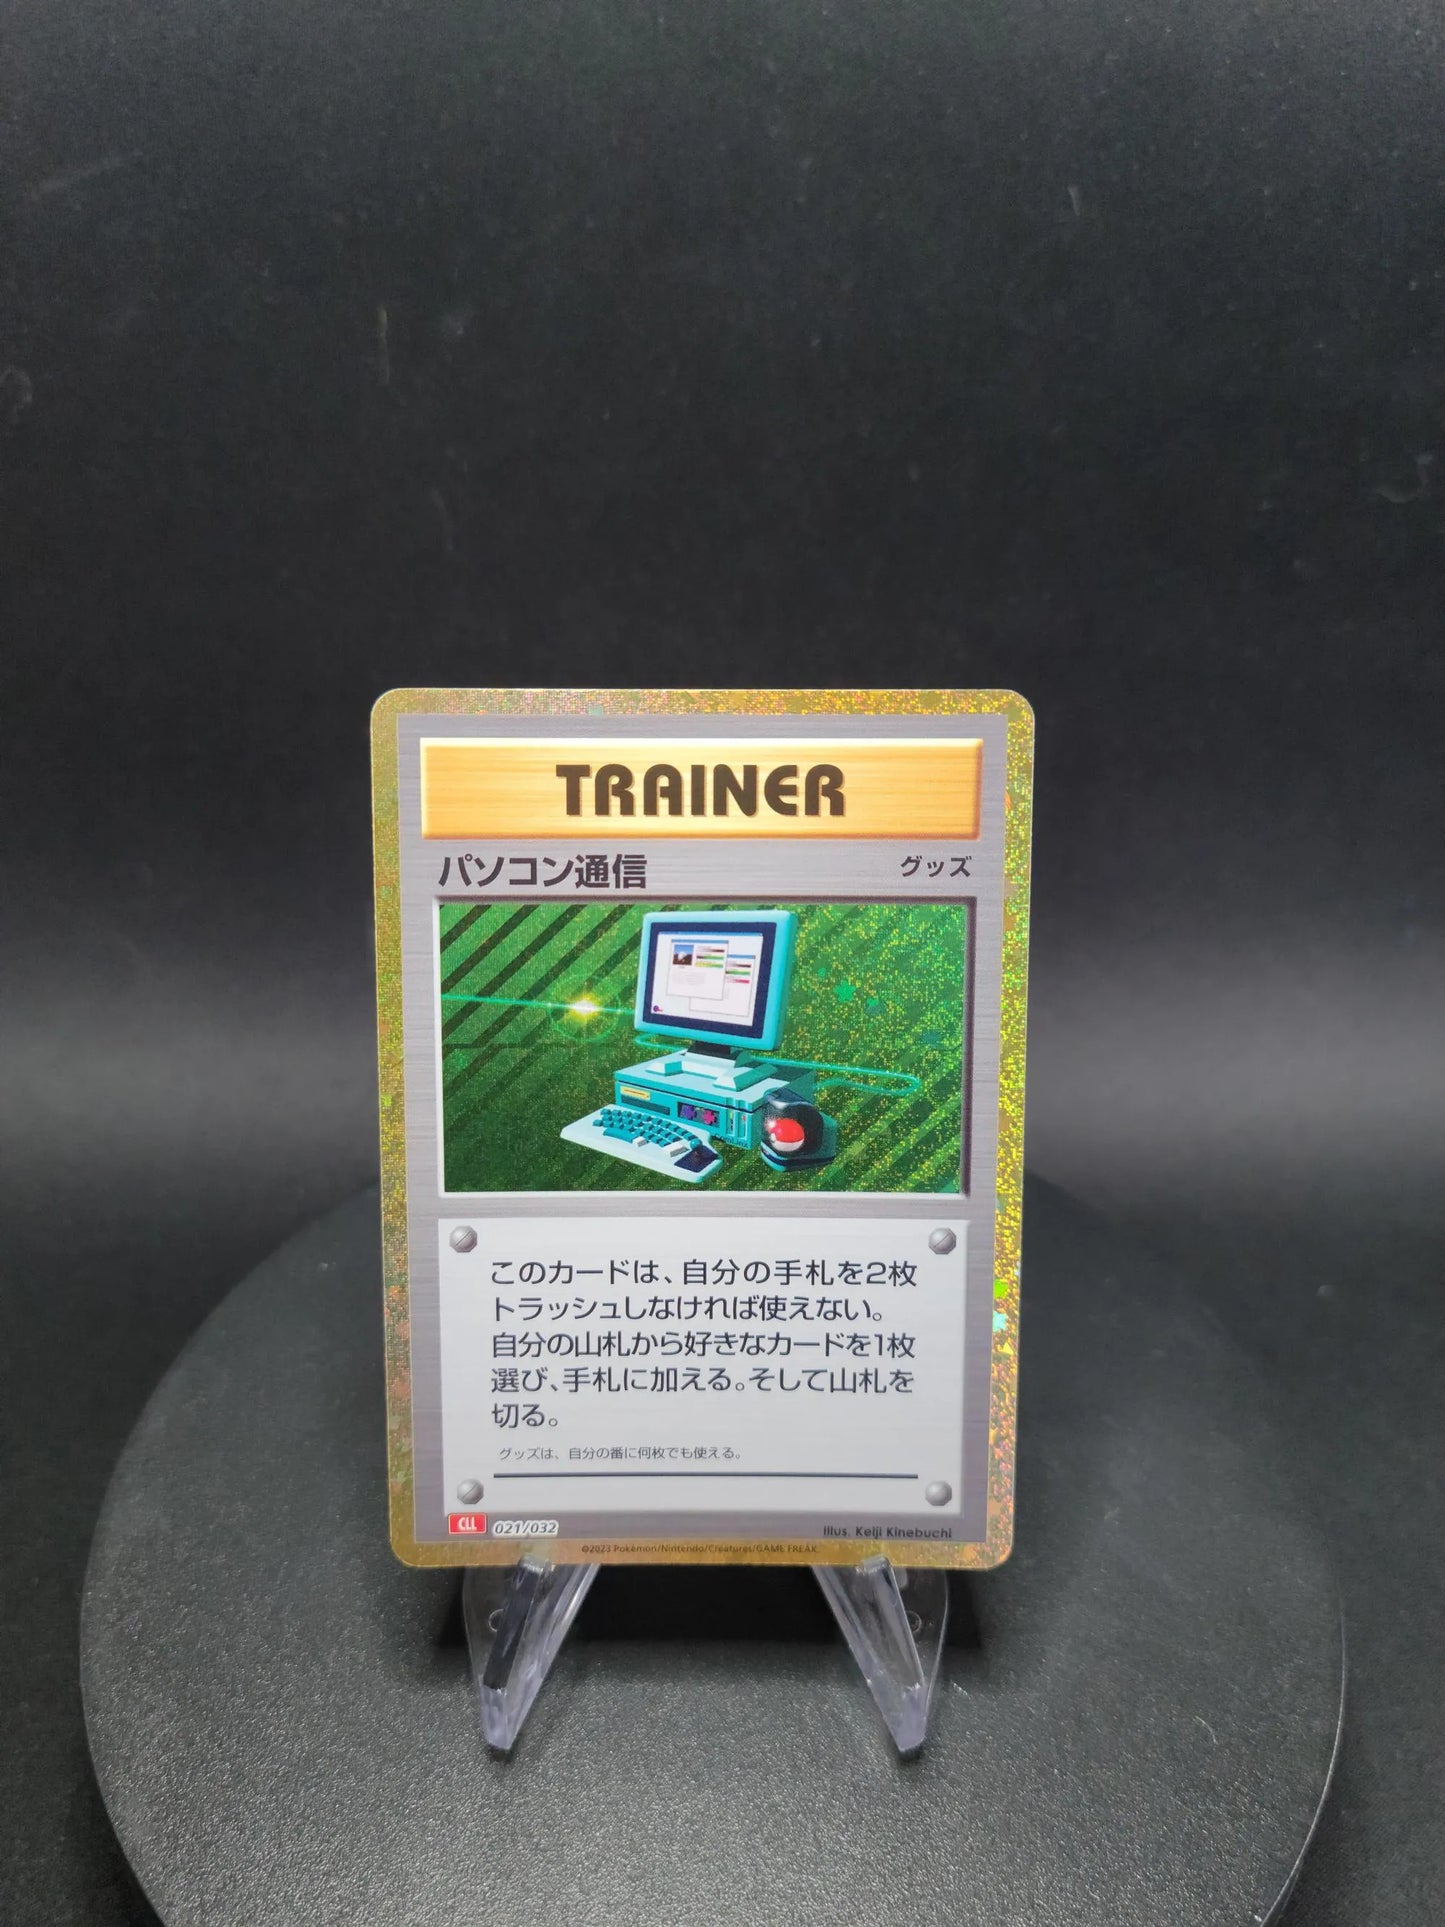 TRAINER
パソコン通信 グッズ
このカードは、自分の手札を2枚
トラッシュしなければ使えない。
自分の山札から好きなカードを1枚
選び、手札に加える。そして山札を
切る。
グッズは、自分の番に何枚でも使える。
CLL 021/032 Illus. Keiji Kinebuchi
©2023 Pokémon/Nintendo/Creatures/GAME FREAK.